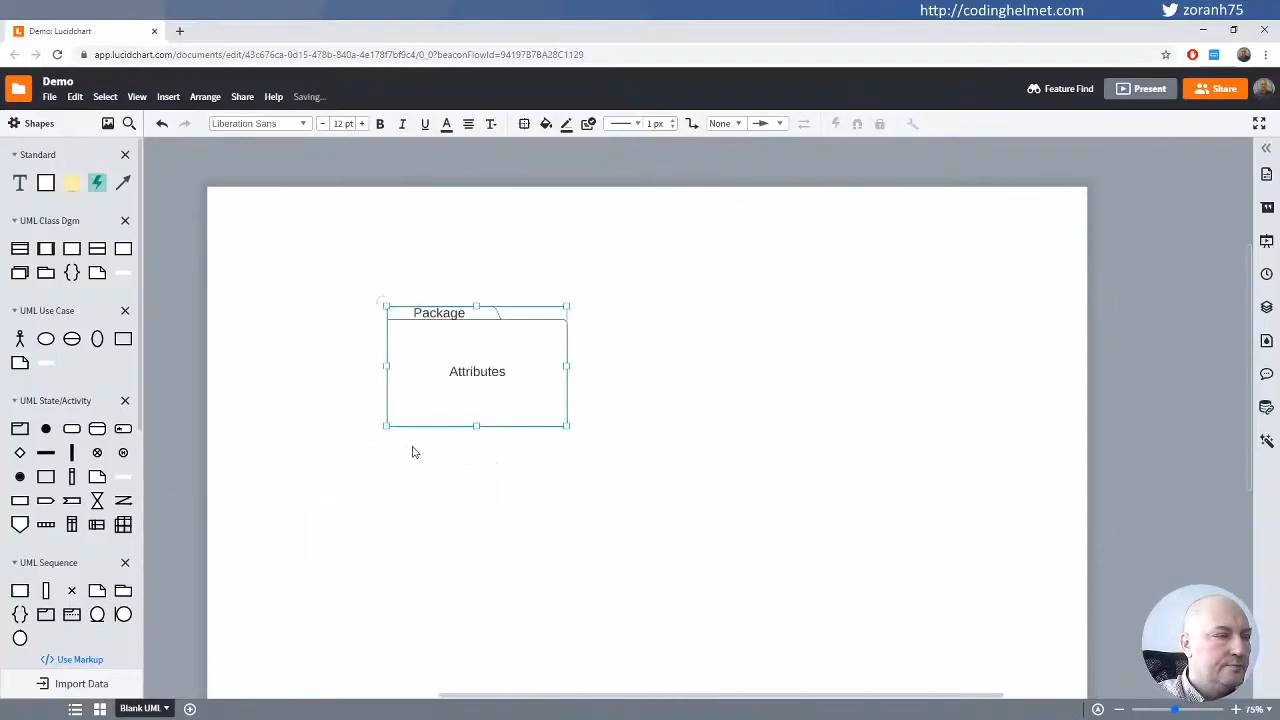 http://codinghelmet.com
zoranh75
Demo: Lucidchart
app.lucidchart.com/documents/edit/43c676ca-0d15-478b-840a-4e178f7bf9c4/0_0?beaconFlowId=94197B7BA28C1129
Demo
File Edit Select View Insert Arrange Share Help Saving...
Feature Find
Present
Share
Shapes
Liberation Sans
12 pt
B I U
1 px
None
Standard
UML Class Dgm
UML Use Case
UML State/Activity
UML Sequence
Use Markup
Import Data
Package
Attributes
Blank UML
75%